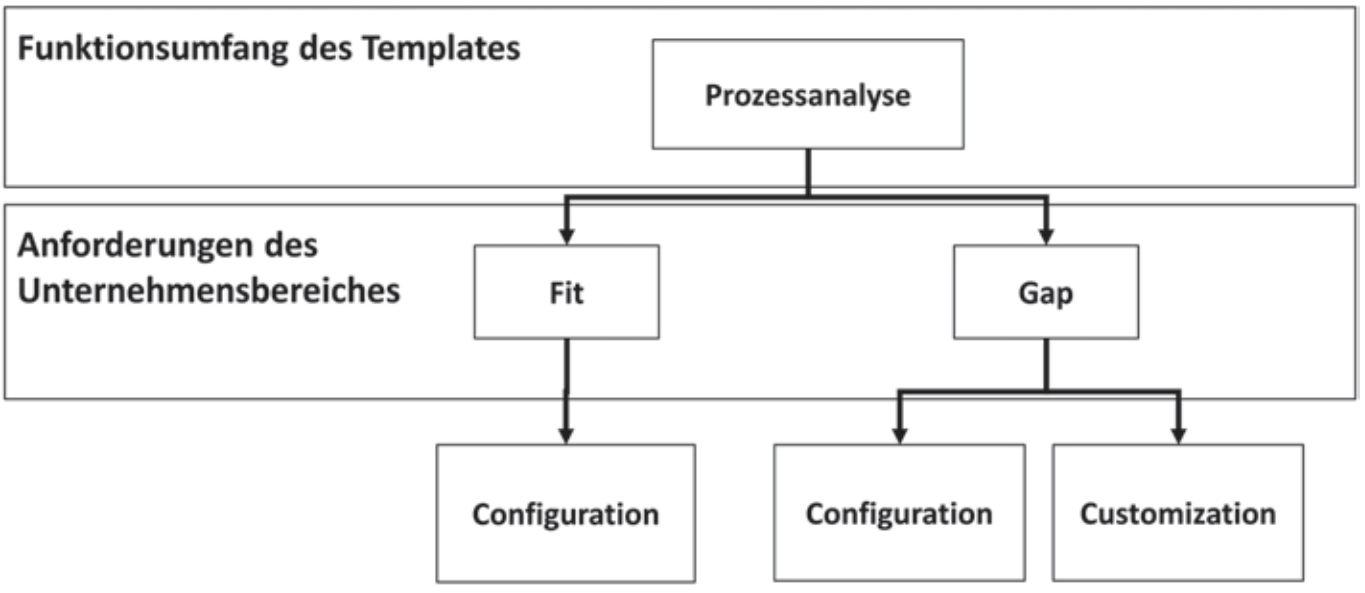 Funktionsumfang des Templates
Prozessanalyse
Anforderungen des
Unternehmensbereiches
Fit
Gap
Configuration
Configuration
Customization